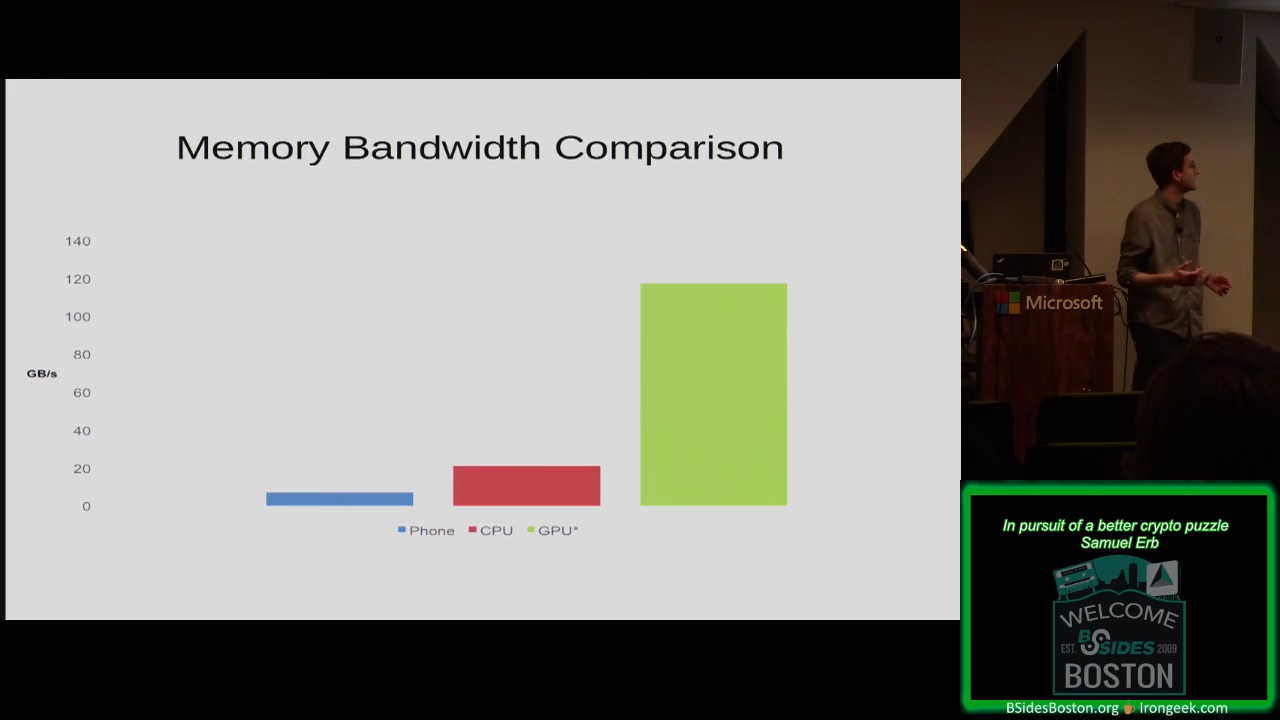 Memory Bandwidth Comparison
140
120
100
80
GB/s
60
40
20
0
Phone CPU GPU*
Microsoft
In pursuit of a better crypto puzzle
Samuel Erb
WELCOME
EST. BSIDES 2009
BOSTON
BSidesBoston.org Irongeek.com